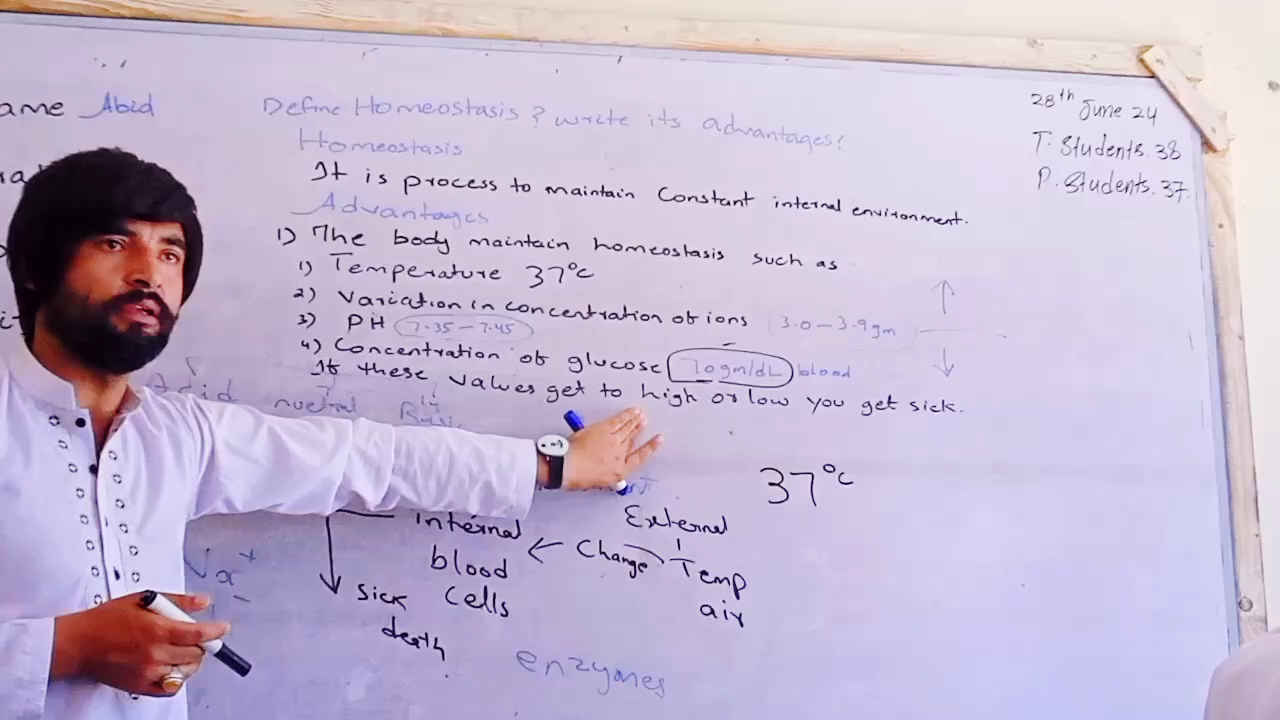 ame Abid
Define Homeostasis? write its advantages?
Homeostasis
It is process to maintain Constant internal environment.
Advantages
1) The body maintain homeostasis such as
1) Temperature 37°C
2) Variation in concentration of ions 3.0-3.9gm
3) PH 7.35-7.45
4) Concentration of glucose 70gm/dL blood
If these values get to high or low you get sick.
Acid nuetral
28th June 24
T. Students. 38
P. Students. 37
37°C
Internal
blood
cells
Change
External
Temp
air
sick
death
enzymes